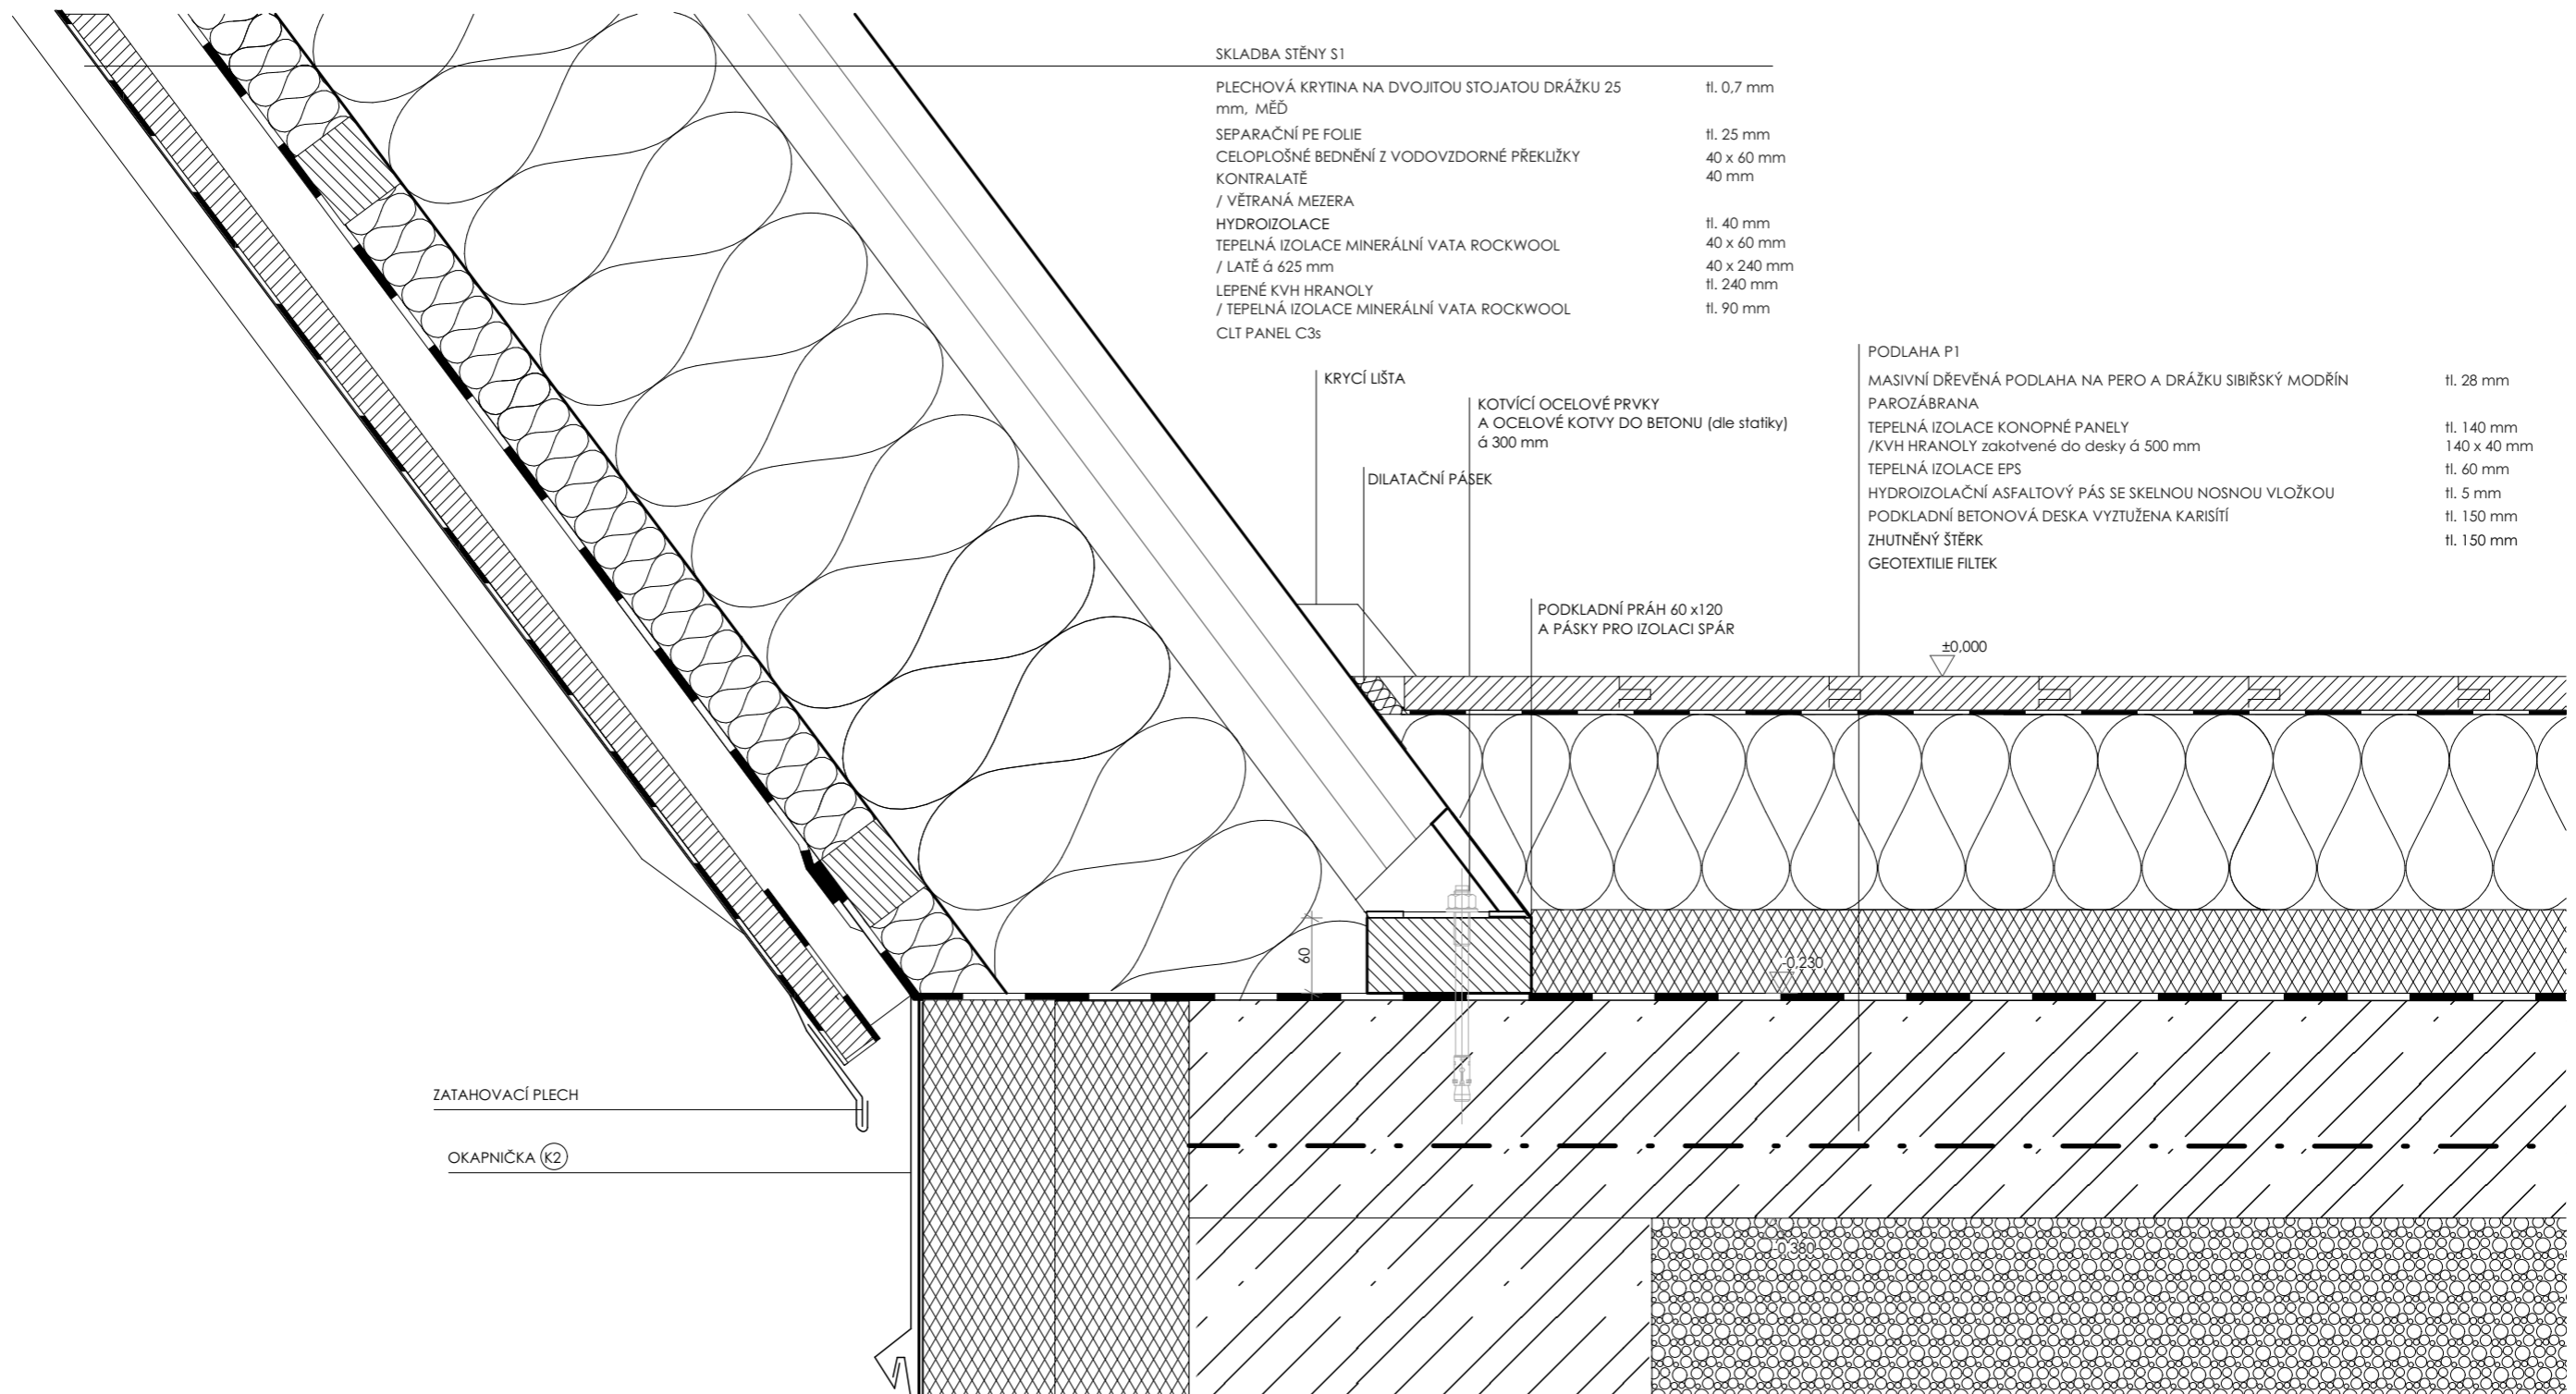 SKLADBA STĚNY S1
PLECHOVÁ KRYTINA NA DVOJITOU STOJATOU DRÁŽKU 25 tl. 0,7 mm
mm, MĚĎ
SEPARAČNÍ PE FOLIE tl. 25 mm
CELOPLOŠNÉ BEDNĚNÍ Z VODOVZDORNÉ PŘEKLIŽKY 40 x 60 mm
KONTRALATĚ 40 mm
/ VĚTRANÁ MEZERA
HYDROIZOLACE tl. 40 mm
TEPELNÁ IZOLACE MINERÁLNÍ VATA ROCKWOOL 40 x 60 mm
/ LATĚ á 625 mm 40 x 240 mm
LEPENÉ KVH HRANOLY tl. 240 mm
/ TEPELNÁ IZOLACE MINERÁLNÍ VATA ROCKWOOL tl. 90 mm
CLT PANEL C3s
PODLAHA P1
MASIVNÍ DŘEVĚNÁ PODLAHA NA PERO A DRÁŽKU SIBIŘSKÝ MODŘÍN tl. 28 mm
PAROZÁBRANA
TEPELNÁ IZOLACE KONOPNÉ PANELY tl. 140 mm
/KVH HRANOLY zakotvené do desky á 500 mm 140 x 40 mm
TEPELNÁ IZOLACE EPS tl. 60 mm
HYDROIZOLAČNÍ ASFALTOVÝ PÁS SE SKELNOU NOSNOU VLOŽKOU tl. 5 mm
PODKLADNÍ BETONOVÁ DESKA VYZTUŽENA KARISÍTÍ tl. 150 mm
ZHUTNĚNÝ ŠTĚRK tl. 150 mm
GEOTEXTILIE FILTEK
KRYCÍ LIŠTA
KOTVÍCÍ OCELOVÉ PRVKY
A OCELOVÉ KOTVY DO BETONU (dle statiky)
á 300 mm
DILATAČNÍ PÁSEK
PODKLADNÍ PRÁH 60 x120
A PÁSKY PRO IZOLACI SPÁR
±0,000
60
-0,230
ZATAHOVACÍ PLECH
OKAPNIČKA K2
-0,380